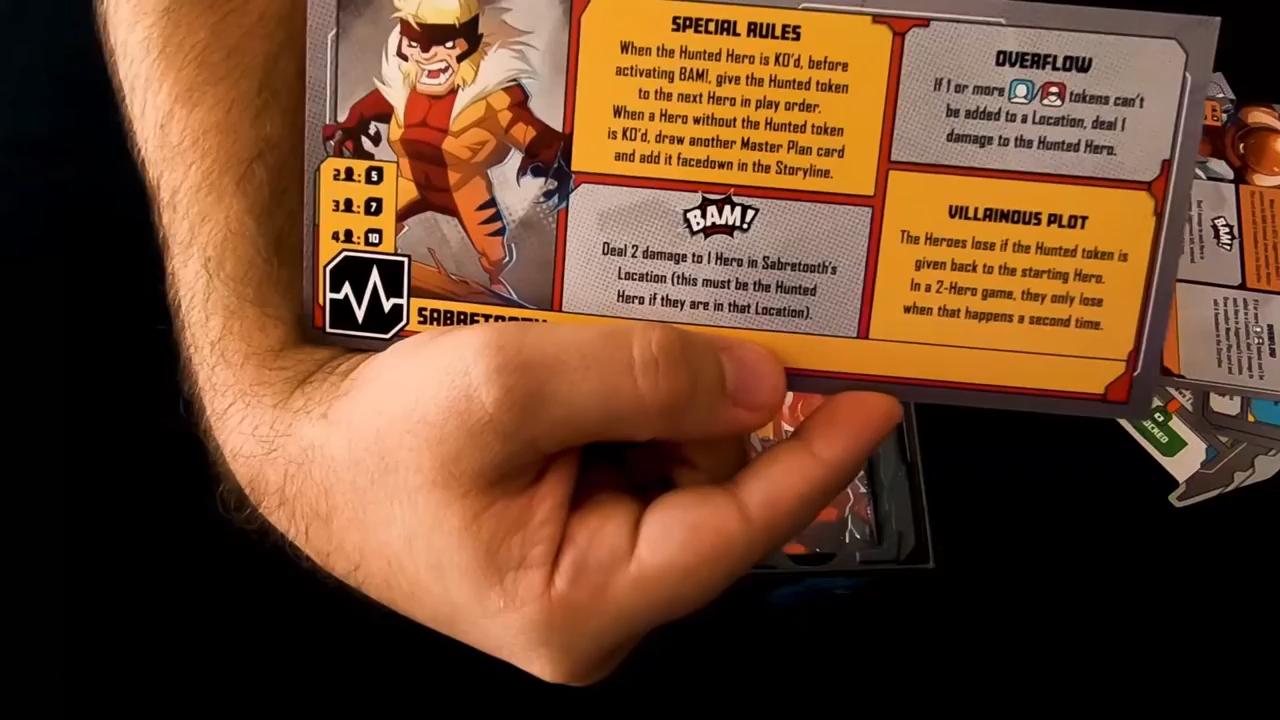 SPECIAL RULES
When the Hunted Hero is KO'd, before
activating BAM!, give the Hunted token
to the next Hero in play order.
When a Hero without the Hunted token
is KO'd, draw another Master Plan card
and add it facedown in the Storyline.
BAM!
Deal 2 damage to 1 Hero in Sabretooth's
Location (this must be the Hunted
Hero if they are in that Location).
OVERFLOW
If 1 or more / tokens can't
be added to a Location, deal 1
damage to the Hunted Hero.
VILLAINOUS PLOT
The Heroes lose if the Hunted token is
given back to the starting Hero.
In a 2-Hero game, they only lose
when that happens a second time.
2 : 5
3 : 7
4 : 10
SABRETOOTH
BAM!
OVERFLOW